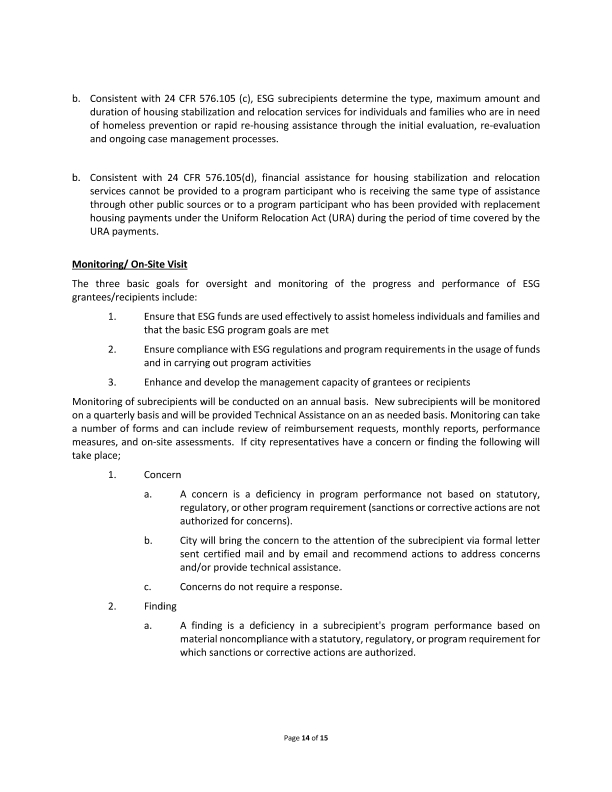 b. Consistent with 24 CFR 576.105 (c), ESG subrecipients determine the type, maximum amount and
duration of housing stabilization and relocation services for individuals and families who are in need
of homeless prevention or rapid re-housing assistance through the initial evaluation, re-evaluation
and ongoing case management processes.
b. Consistent with 24 CFR 576.105(d), financial assistance for housing stabilization and relocation
services cannot be provided to a program participant who is receiving the same type of assistance
through other public sources or to a program participant who has been provided with replacement
housing payments under the Uniform Relocation Act (URA) during the period of time covered by the
URA payments.
Monitoring/ On-Site Visit
The three basic goals for oversight and monitoring of the progress and performance of ESG
grantees/recipients include:
1. Ensure that ESG funds are used effectively to assist homeless individuals and families and
that the basic ESG program goals are met
2. Ensure compliance with ESG regulations and program requirements in the usage of funds
and in carrying out program activities
3. Enhance and develop the management capacity of grantees or recipients
Monitoring of subrecipients will be conducted on an annual basis. New subrecipients will be monitored
on a quarterly basis and will be provided Technical Assistance on an as needed basis. Monitoring can take
a number of forms and can include review of reimbursement requests, monthly reports, performance
measures, and on-site assessments. If city representatives have a concern or finding the following will
take place;
1. Concern
a. A concern is a deficiency in program performance not based on statutory,
regulatory, or other program requirement (sanctions or corrective actions are not
authorized for concerns).
b. City will bring the concern to the attention of the subrecipient via formal letter
sent certified mail and by email and recommend actions to address concerns
and/or provide technical assistance.
c. Concerns do not require a response.
2. Finding
a. A finding is a deficiency in a subrecipient's program performance based on
material noncompliance with a statutory, regulatory, or program requirement for
which sanctions or corrective actions are authorized.
Page 14 of 15